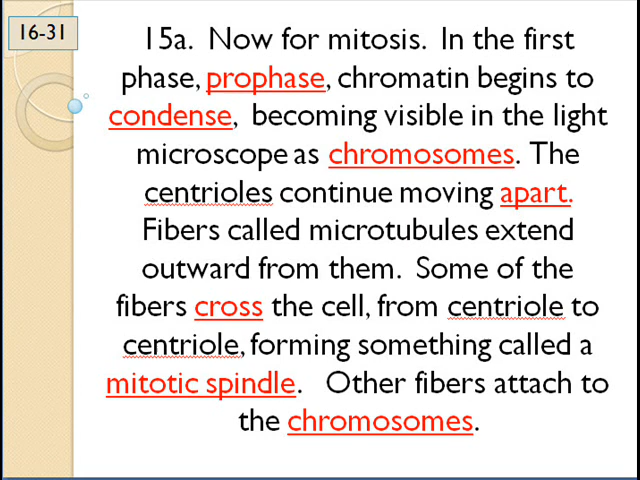 16-31
15a. Now for mitosis. In the first
phase, prophase, chromatin begins to
condense, becoming visible in the light
microscope as chromosomes. The
centrioles continue moving apart.
Fibers called microtubules extend
outward from them. Some of the
fibers cross the cell, from centriole to
centriole, forming something called a
mitotic spindle. Other fibers attach to
the chromosomes.